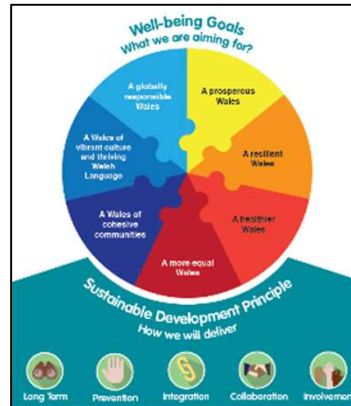 Well-being Goals
What we are aiming for?
A globally
responsible
Wales
A prosperous
Wales
A Wales of
vibrant culture
and thriving
Welsh
Language
A resilient
Wales
A Wales of
cohesive
communities
A healthier
Wales
A more equal
Wales
Sustainable Development Principle
How we will deliver
Long Term
Prevention
Integration
Collaboration
Involvement